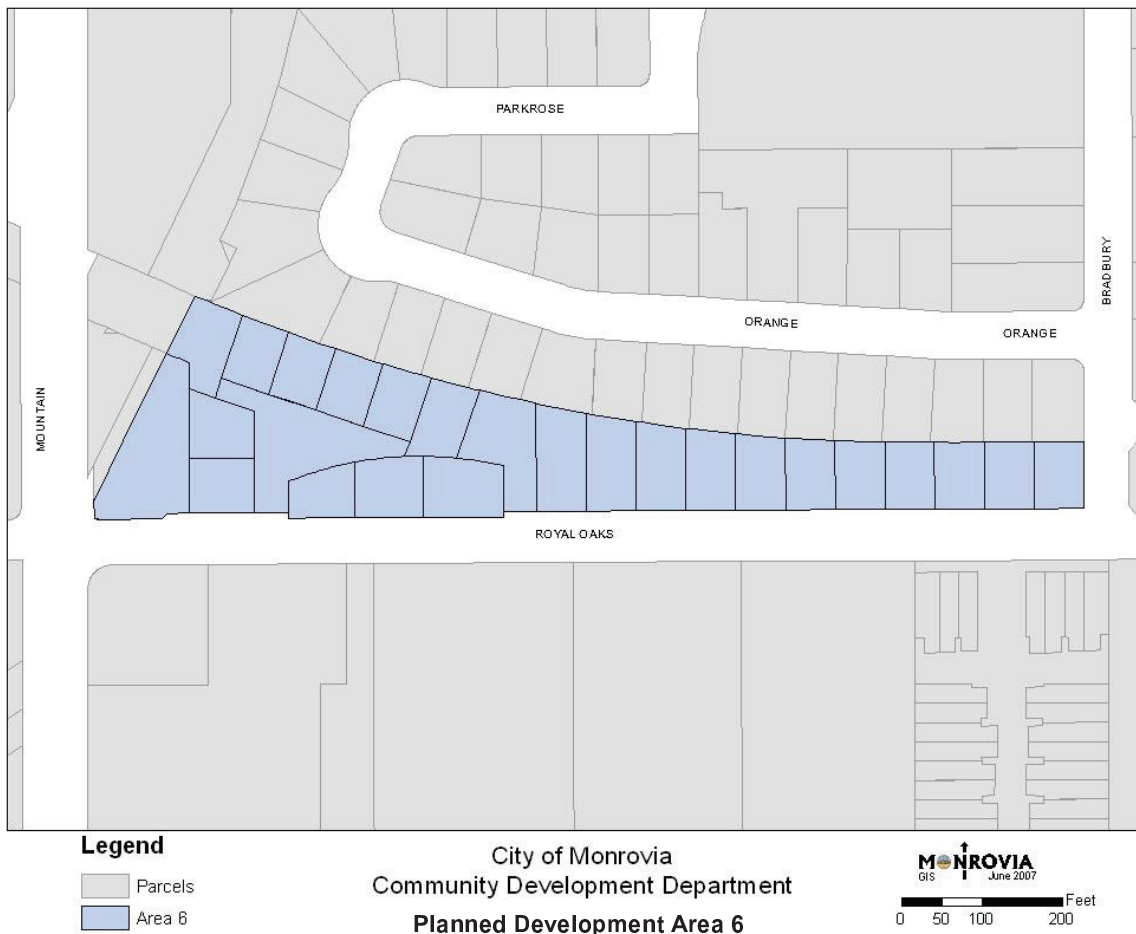 PARKROSE
ORANGE
ORANGE
BRADBURY
MOUNTAIN
ROYAL OAKS
Legend
Parcels
Area 6
City of Monrovia
Community Development Department
Planned Development Area 6
MONROVIA
GIS June 2007
Feet
0 50 100 200